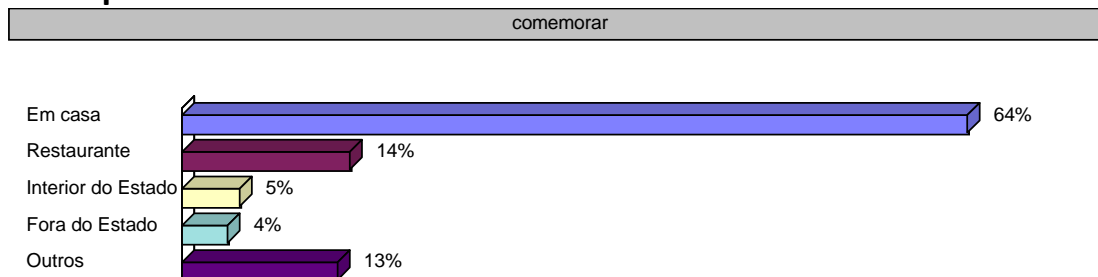 comemorar
Em casa 64%
Restaurante 14%
Interior do Estado 5%
Fora do Estado 4%
Outros 13%